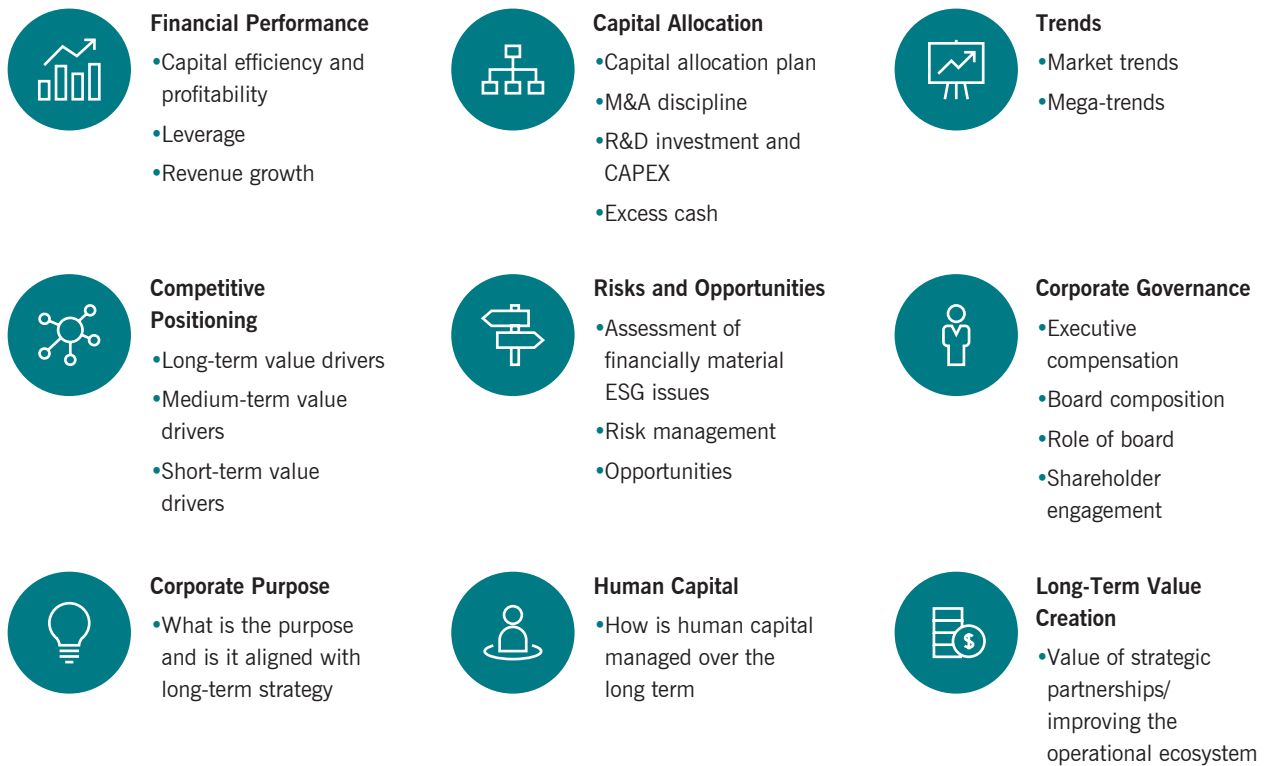 Financial Performance
•Capital efficiency and
profitability
•Leverage
•Revenue growth
Capital Allocation
•Capital allocation plan
•M&A discipline
•R&D investment and
CAPEX
•Excess cash
Trends
•Market trends
•Mega-trends
Competitive
Positioning
•Long-term value drivers
•Medium-term value
drivers
•Short-term value
drivers
Risks and Opportunities
•Assessment of
financially material
ESG issues
•Risk management
•Opportunities
Corporate Governance
•Executive
compensation
•Board composition
•Role of board
•Shareholder
engagement
Corporate Purpose
•What is the purpose
and is it aligned with
long-term strategy
Human Capital
•How is human capital
managed over the
long term
Long-Term Value
Creation
$
•Value of strategic
partnerships/
improving the
operational ecosystem